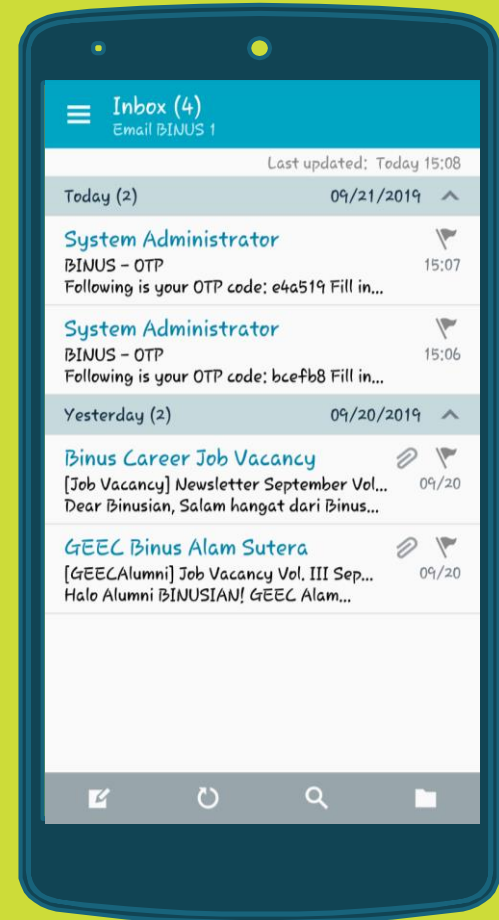 Inbox (4)
Email BINUS 1
Last updated: Today 15:08
Today (2) 09/21/2019
System Administrator
BINUS - OTP 15:07
Following is your OTP code: e4a519 Fill in...
System Administrator
BINUS - OTP 15:06
Following is your OTP code: bcefb8 Fill in...
Yesterday (2) 09/20/2019
Binus Career Job Vacancy
[Job Vacancy] Newsletter September Vol... 09/20
Dear Binusian, Salam hangat dari Binus...
GEEC Binus Alam Sutera
[GEECAlumni] Job Vacancy Vol. III Sep... 09/20
Halo Alumni BINUSIAN! GEEC Alam...